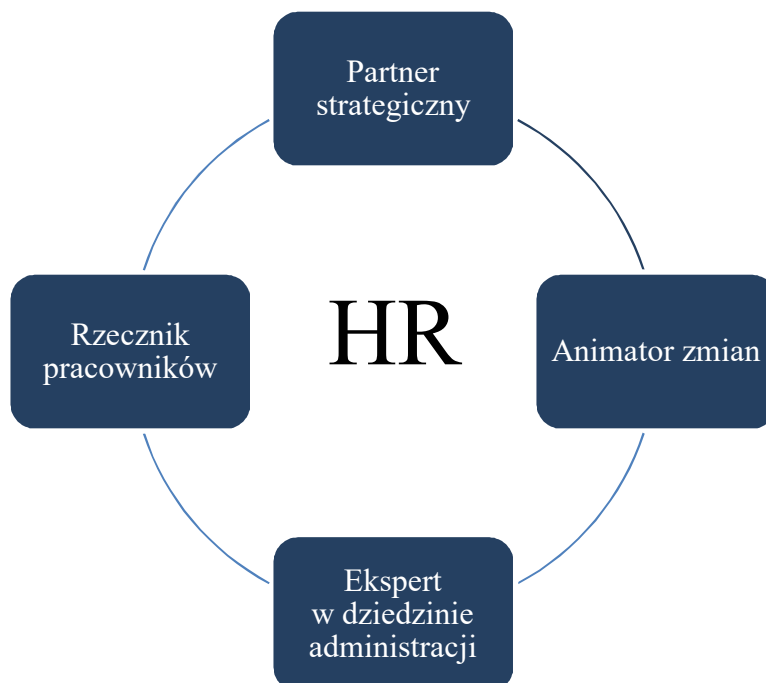 Partner
strategiczny
Rzecznik
pracowników
HR
Animator zmian
Ekspert
w dziedzinie
administracji